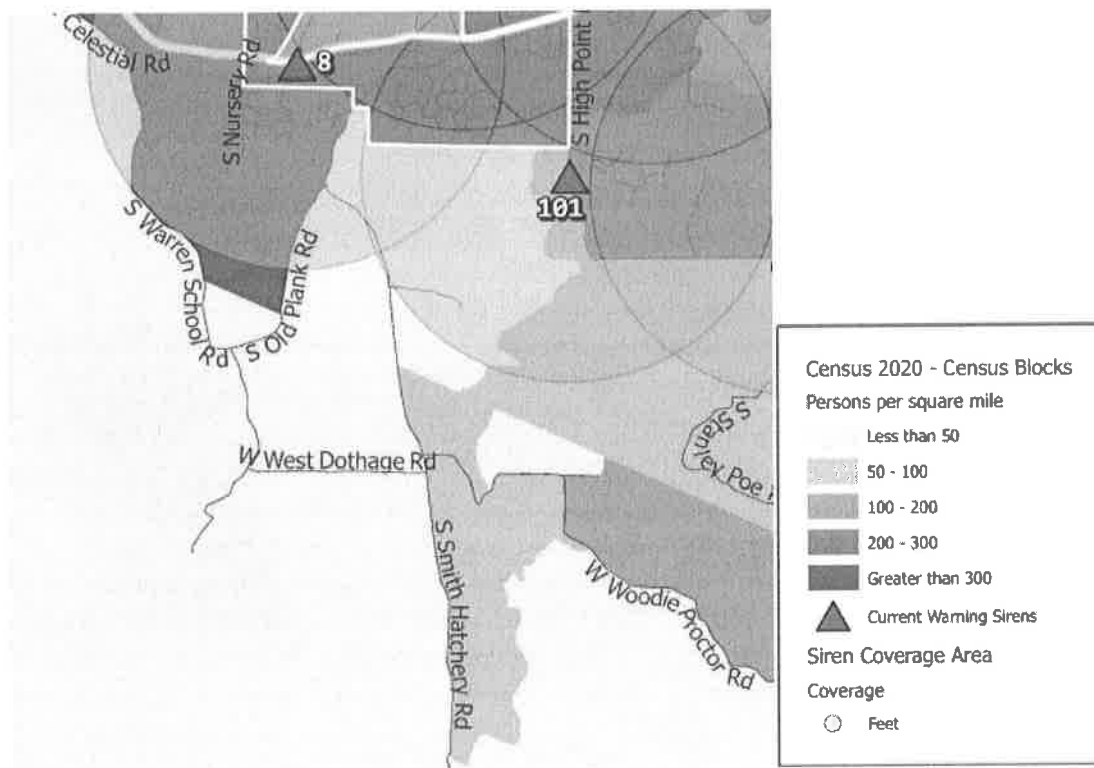 Celestial Rd
S Nursery Rd
8
S High Point
101
S Warren School Rd
S Old Plank Rd
W West Dothage Rd
S Smith Hatchery Rd
S Stanley Poe
W Woodie Proctor Rd
Census 2020 - Census Blocks
Persons per square mile
Less than 50
50 - 100
100 - 200
200 - 300
Greater than 300
Current Warning Sirens
Siren Coverage Area
Coverage
Feet